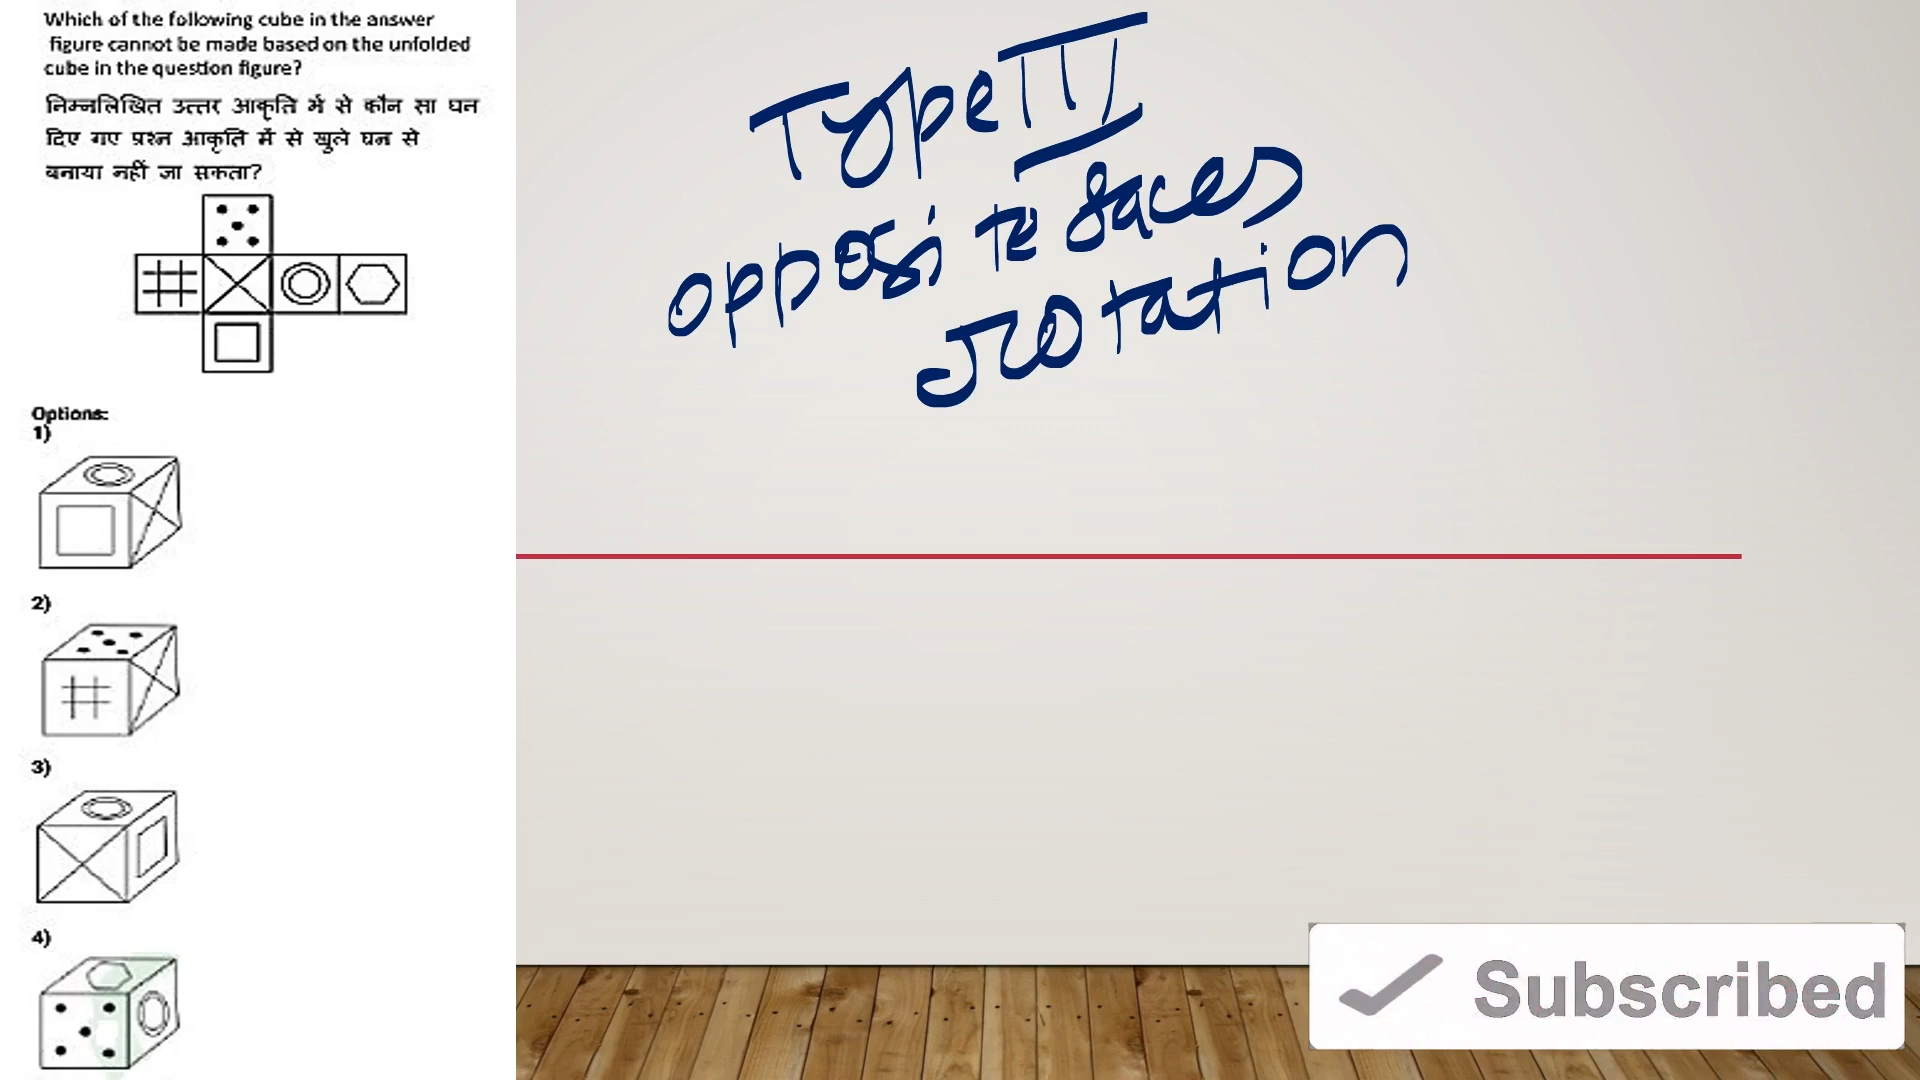 Which of the following cube in the answer
figure cannot be made based on the unfolded
cube in the question figure?
निम्नलिखित उत्तर आकृति में से कौन सा घन
दिए गए प्रश्न आकृति में से खुले घन से
बनाया नहीं जा सकता?
Options:
1)
2)
3)
4)
Type III
opposite faces
rotation
Subscribed